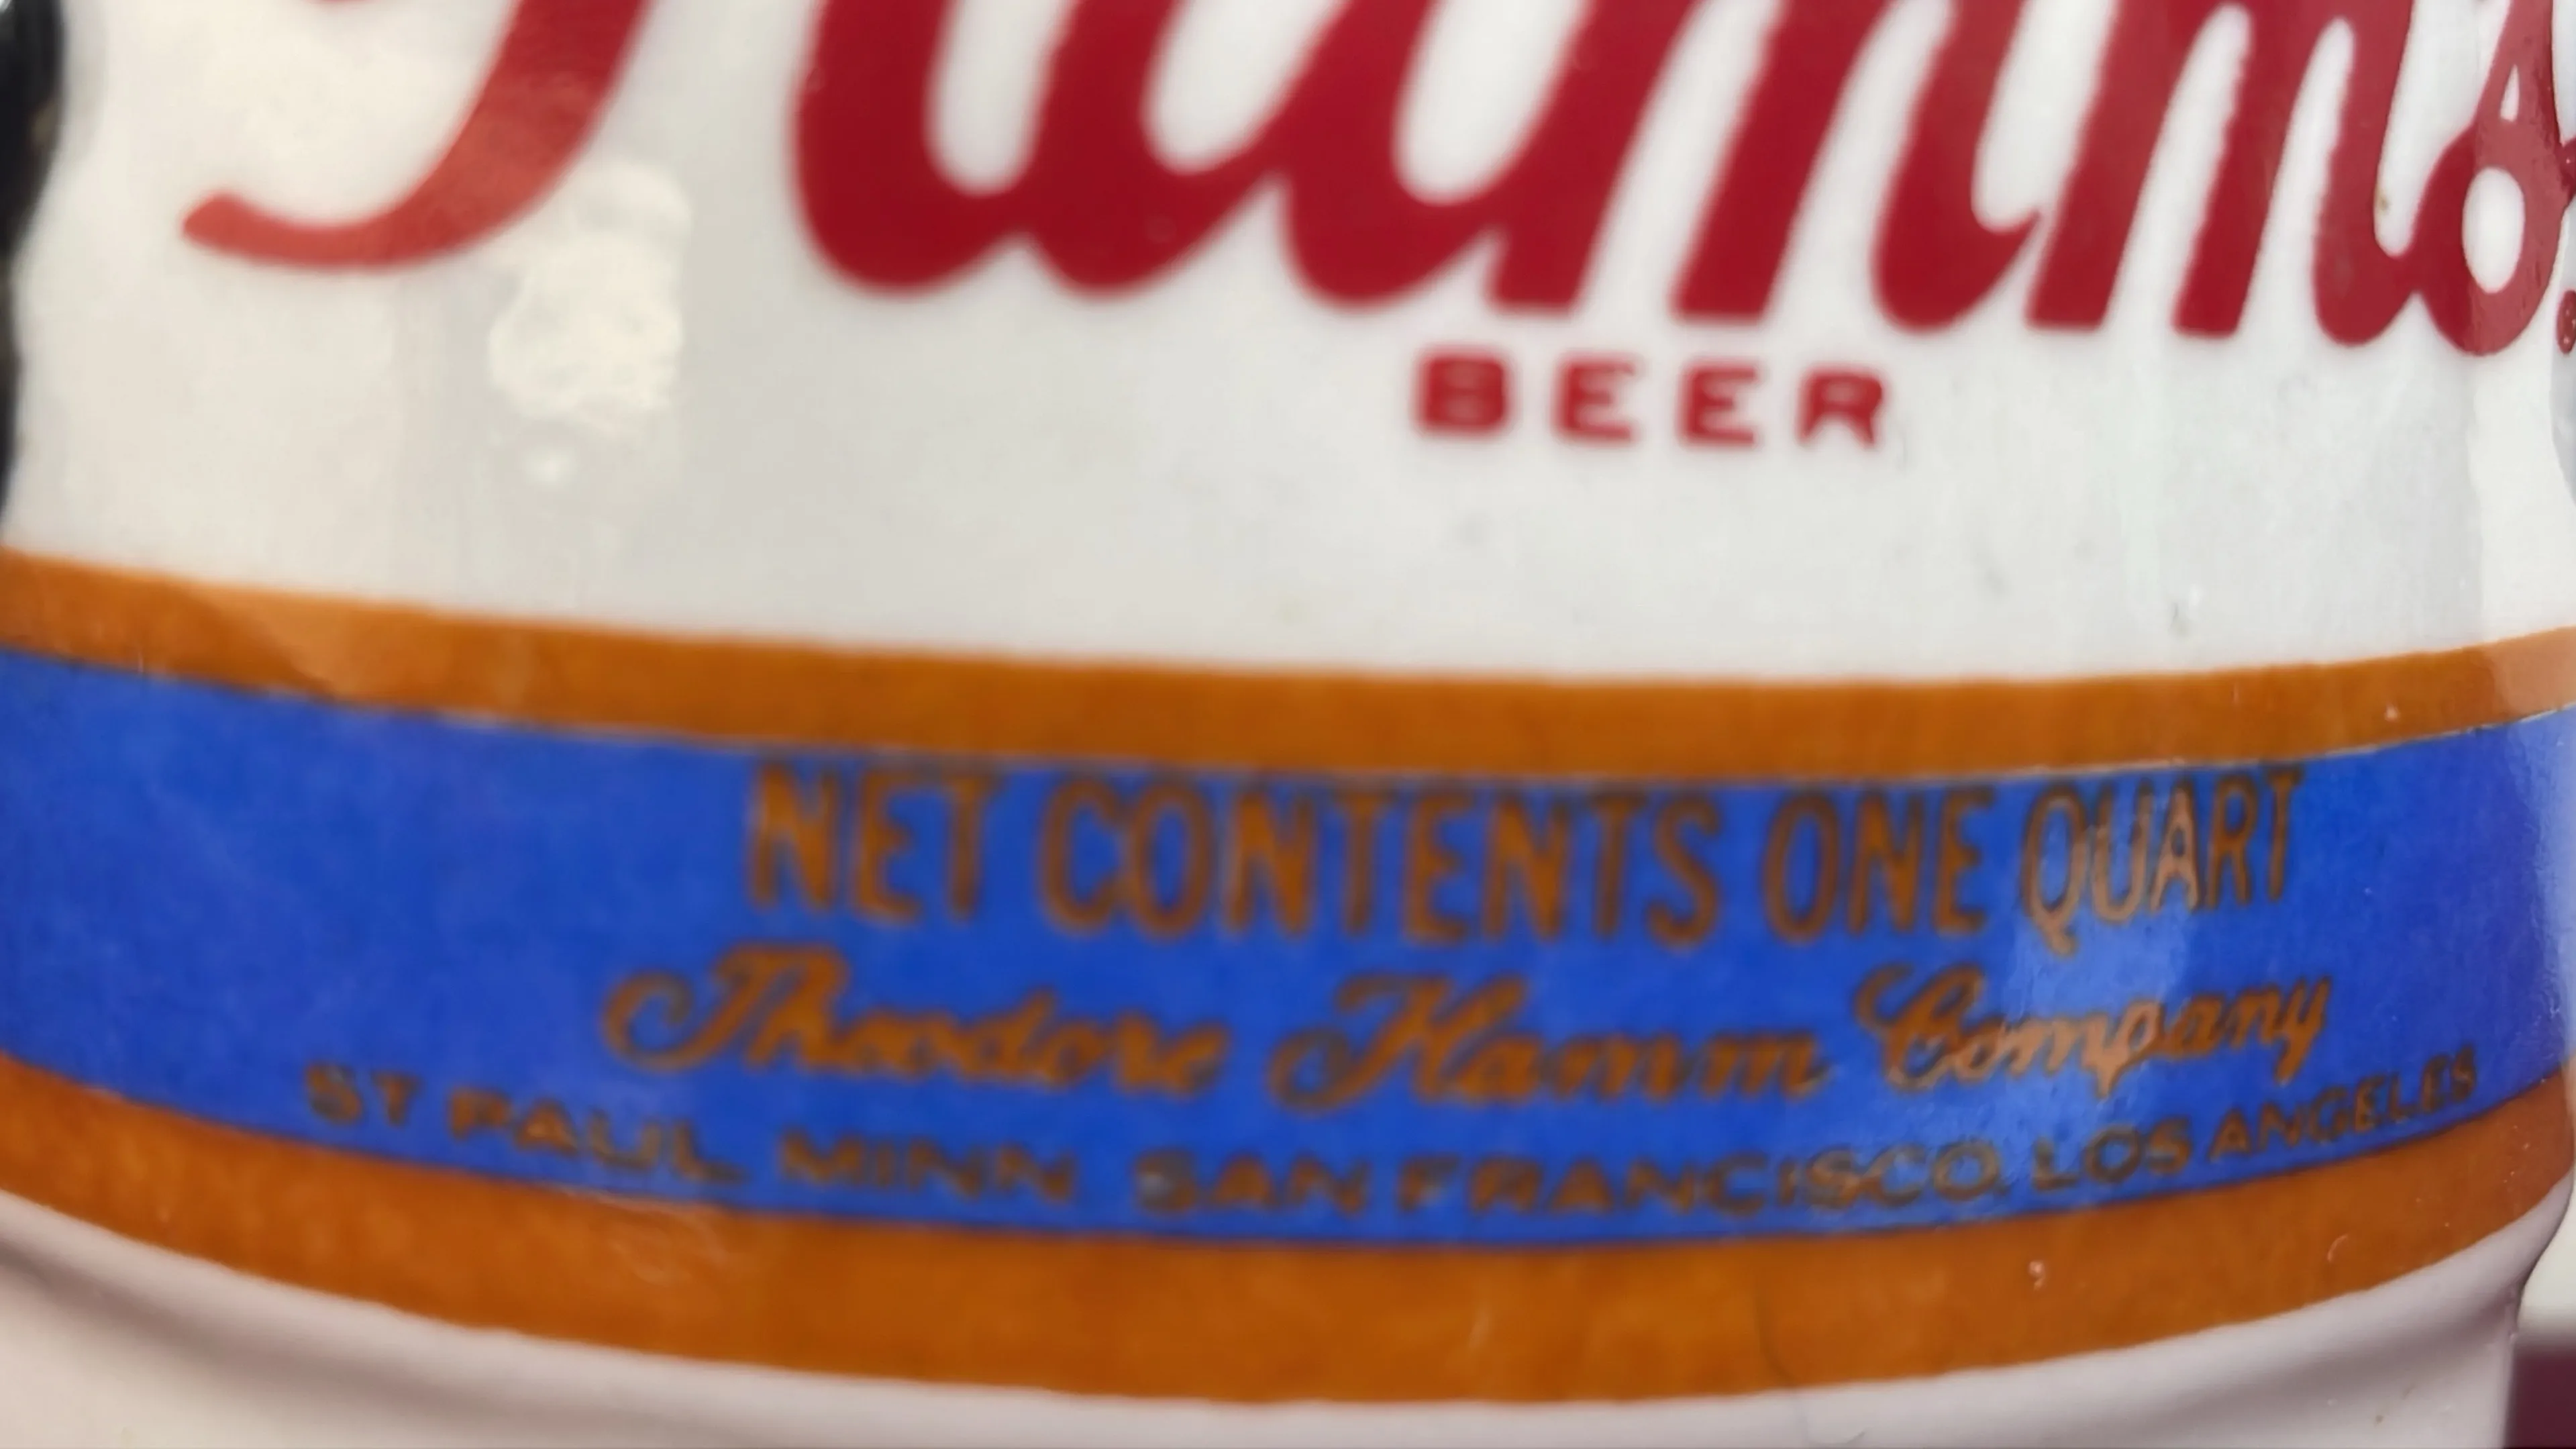 Hamm's
BEER
NET CONTENTS ONE QUART
Theodore Hamm Company
ST PAUL MINN SAN FRANCISCO, LOS ANGELES